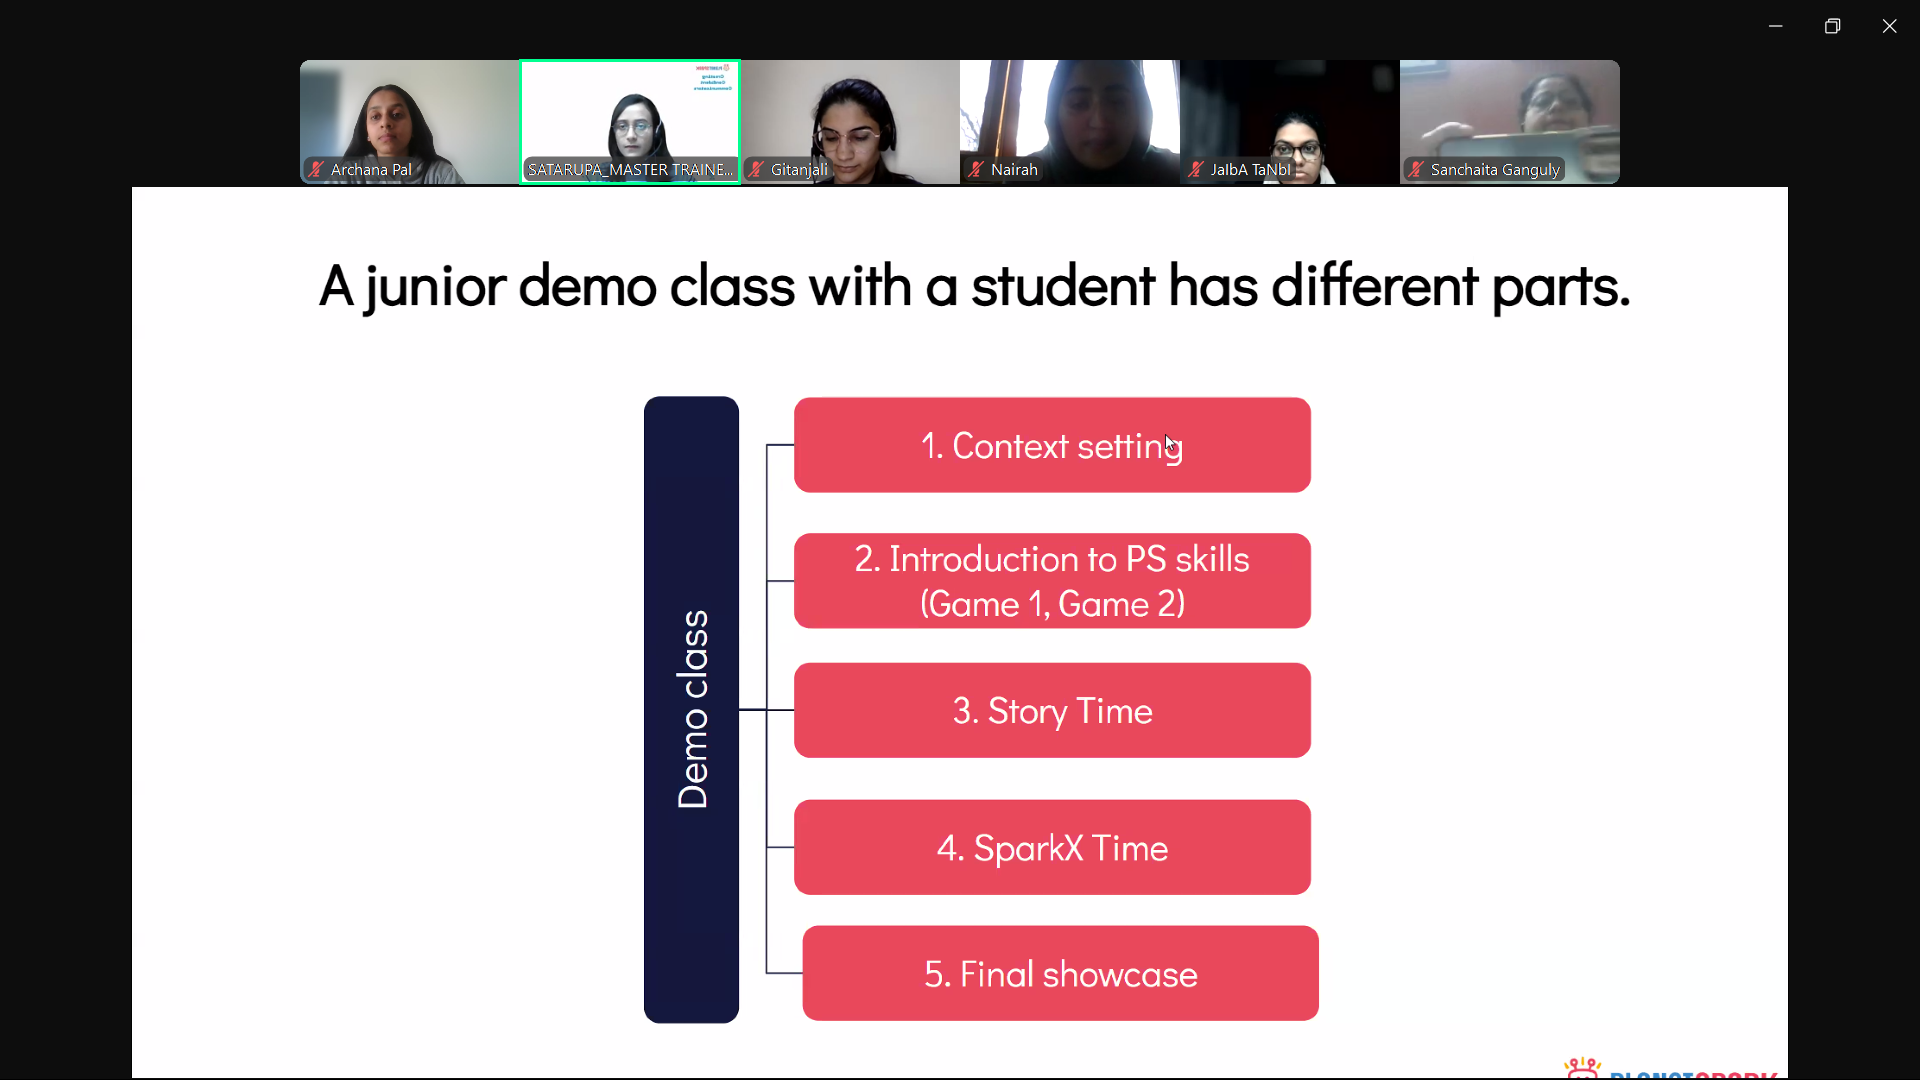 Archana Pal
SATARUPA_MASTER TRAINE...
Gitanjali
Nairah
JaIbA TaNbI
Sanchaita Ganguly
A junior demo class with a student has different parts.
Demo class
1. Context setting
2. Introduction to PS skills
(Game 1, Game 2)
3. Story Time
4. SparkX Time
5. Final showcase
PLANETSPARK